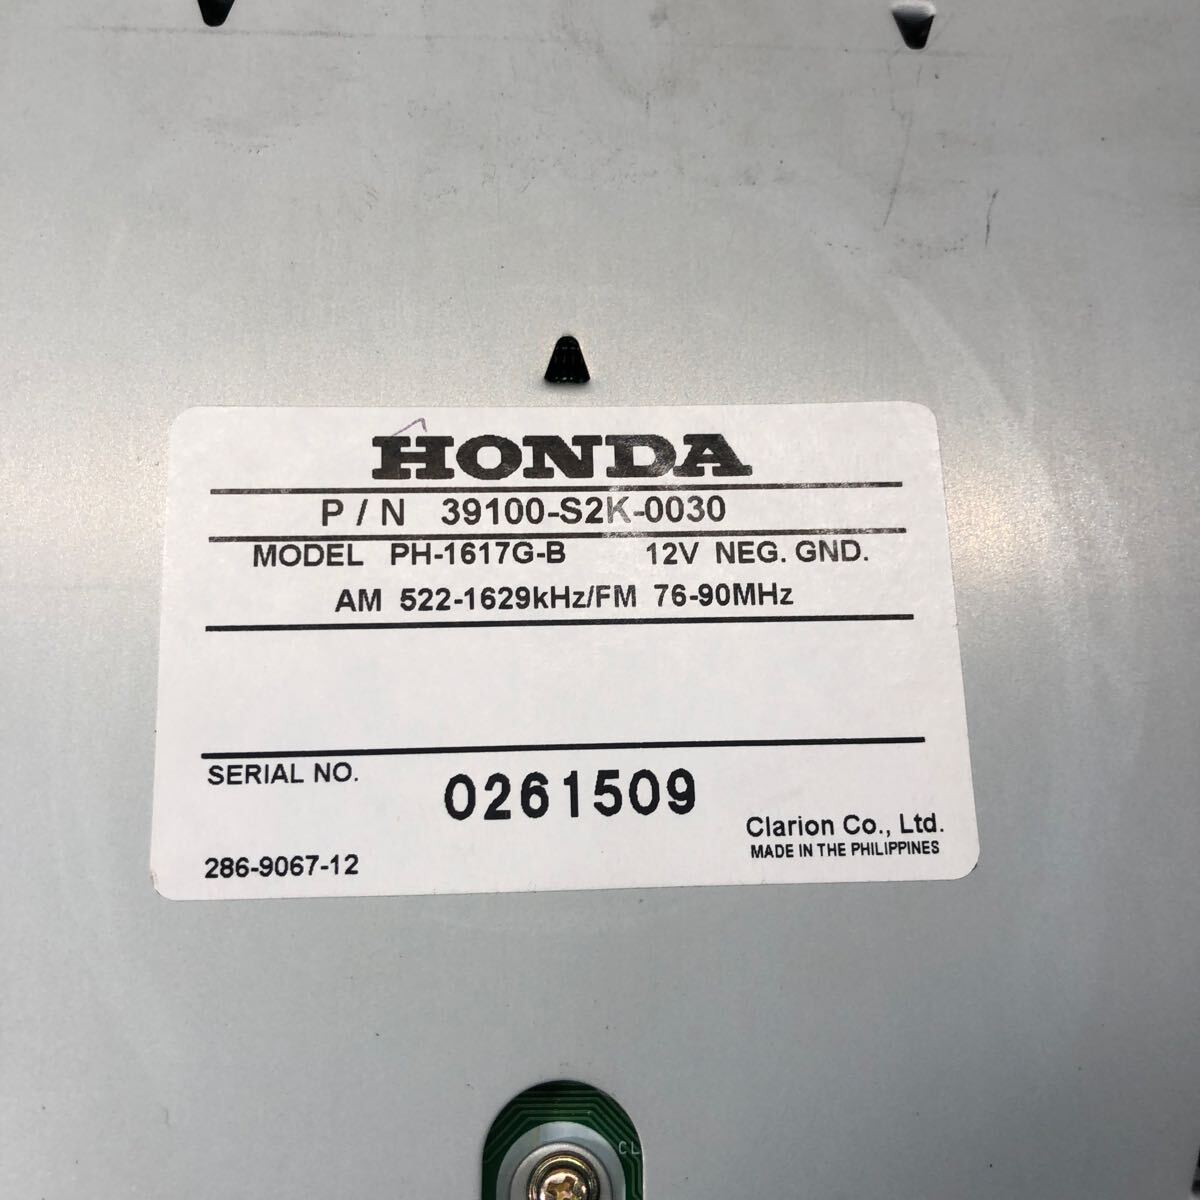 HONDA
P / N 39100-S2K-0030
MODEL PH-1617G-B 12V NEG. GND.
AM 522-1629kHz/FM 76-90MHz
SERIAL NO. 0261509
Clarion Co., Ltd.
MADE IN THE PHILIPPINES
286-9067-12
CL